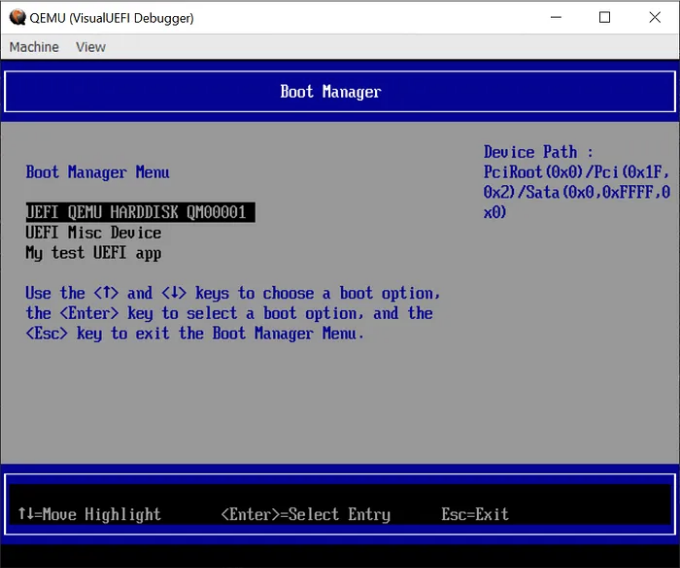 QEMU (VisualUEFI Debugger)
Machine View
Boot Manager
Device Path :
PciRoot(0x0)/Pci(0x1F,
0x2)/Sata(0x0,0xFFFF,0
x0)
Boot Manager Menu
UEFI QEMU HARDDISK QM00001
UEFI Misc Device
My test UEFI app
Use the <↑> and <↓> keys to choose a boot option,
the <Enter> key to select a boot option, and the
<Esc> key to exit the Boot Manager Menu.
↑↓=Move Highlight <Enter>=Select Entry Esc=Exit